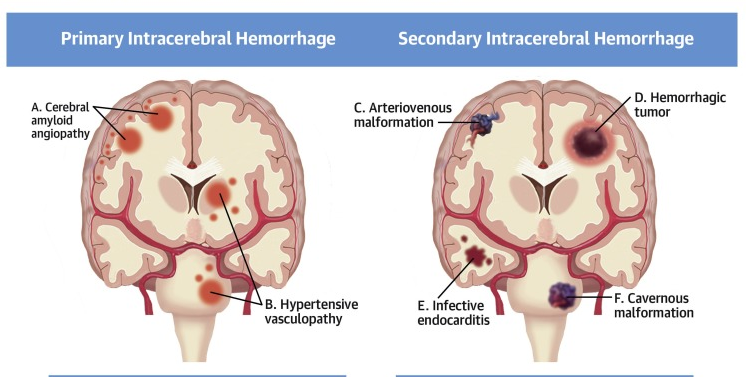 Primary Intracerebral Hemorrhage
Secondary Intracerebral Hemorrhage
A. Cerebral
amyloid
angiopathy
B. Hypertensive
vasculopathy
C. Arteriovenous
malformation
D. Hemorrhagic
tumor
E. Infective
endocarditis
F. Cavernous
malformation